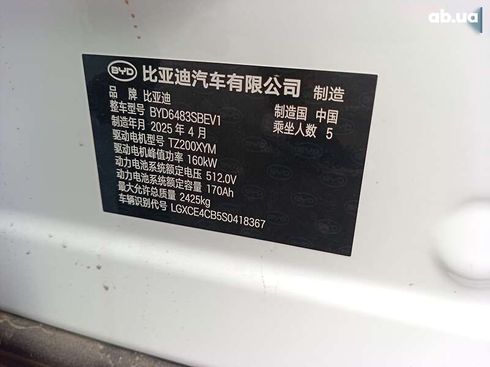 ab.ua
BYD 比亚迪汽车有限公司 制造
品牌 比亚迪 制造国 中国
整车型号 BYD6483SBEV1 乘坐人数 5
制造年月 2025 年 4 月
驱动电机型号 TZ200XYM
驱动电机峰值功率 160kW
动力电池系统额定电压 512.0V
动力电池系统额定容量 170Ah
最大允许总质量 2425kg
车辆识别代号 LGXCE4CB5S0418367